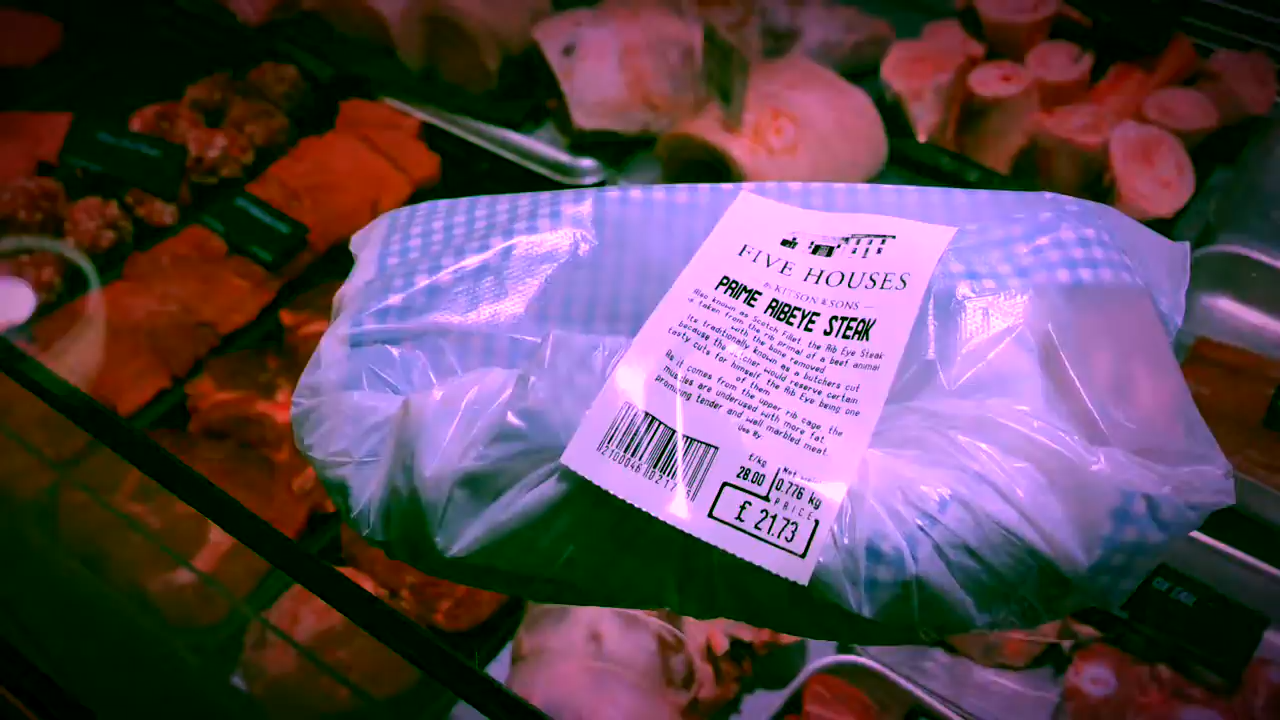 FIVE HOUSES
BY KITSON & SONS
PRIME RIBEYE STEAK
Also known as Scotch Fillet, the Rib Eye Steak
is taken from the rib primal of a beef animal
with the bone removed.
Its traditionally known as a butchers cut
because the butcher would reserve certain
tasty cuts for himself, the Rib Eye being one
of them.
As it comes from the upper rib cage, the
muscles are underused with more fat,
promising tender and well marbled meat.
Use By
£/kg
28.00
0.776 kg
PRICE
£ 21.73